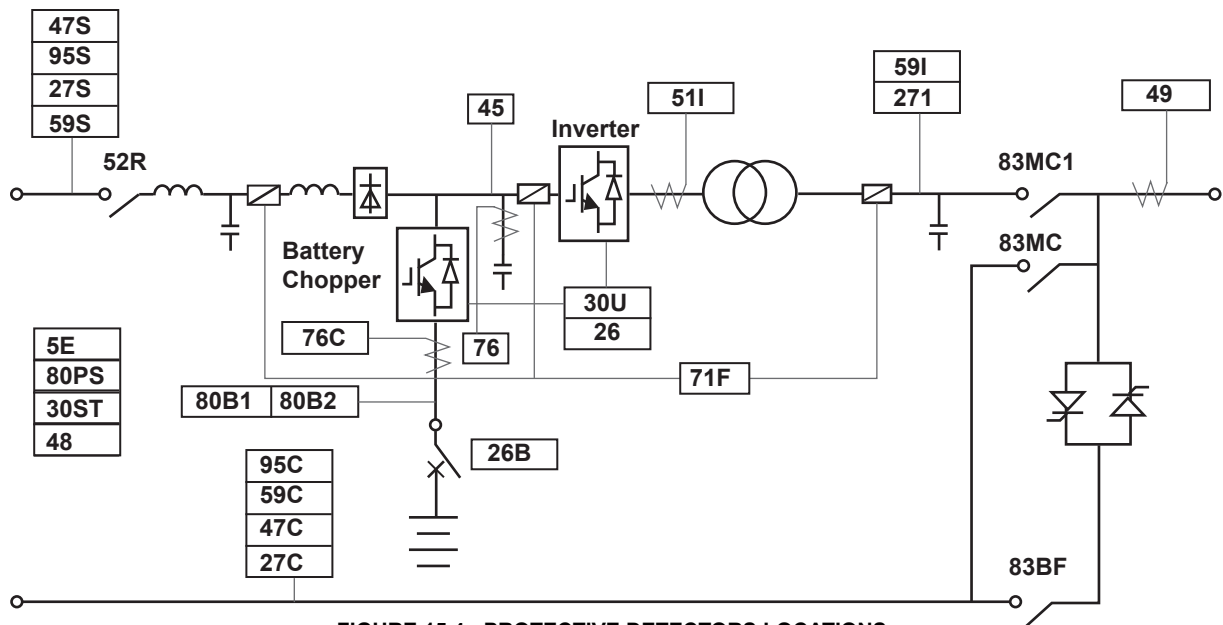 47S
95S
27S
59S
52R
45
Inverter
51I
59I
271
49
83MC1
83MC
Battery
Chopper
30U
26
76C
76
71F
5E
80PS
30ST
48
80B1 80B2
26B
95C
59C
47C
27C
83BF